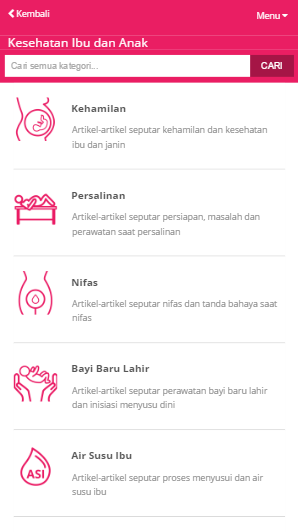 Kembali
Menu
Kesehatan Ibu dan Anak
Cari semua kategori...
CARI
Kehamilan
Artikel-artikel seputar kehamilan dan kesehatan
ibu dan janin
Persalinan
Artikel-artikel seputar persiapan, masalah dan
perawatan saat persalinan
Nifas
Artikel-artikel seputar nifas dan tanda bahaya saat
nifas
Bayi Baru Lahir
Artikel-artikel seputar perawatan bayi baru lahir
dan inisiasi menyusu dini
ASI
Air Susu Ibu
Artikel-artikel seputar proses menyusui dan air
susu ibu